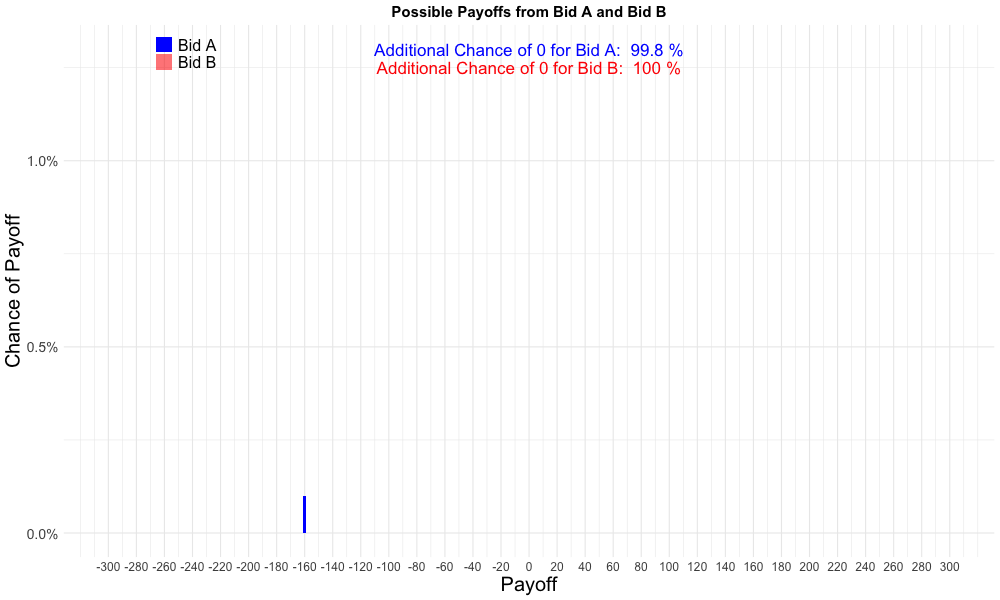 Possible Payoffs from Bid A and Bid B
Bid A
Bid B
Additional Chance of 0 for Bid A:  99.8 %
Additional Chance of 0 for Bid B:  100 %
Chance of Payoff
1.0%
0.5%
0.0%
-300 -280 -260 -240 -220 -200 -180 -160 -140 -120 -100 -80 -60 -40 -20 0 20 40 60 80 100 120 140 160 180 200 220 240 260 280 300
Payoff